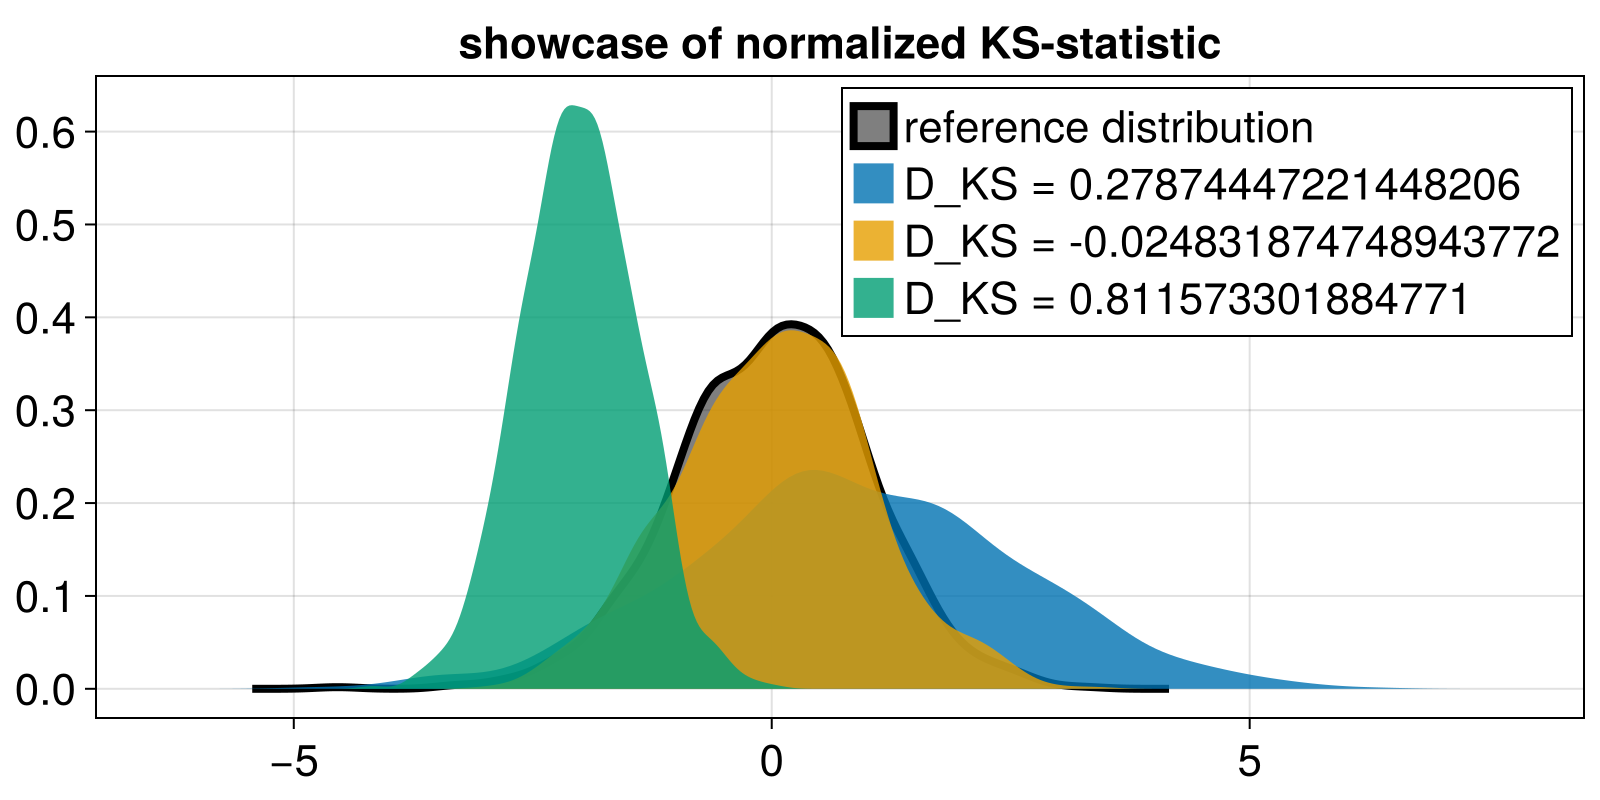 showcase of normalized KS-statistic
reference distribution
D_KS = 0.27874447221448206
D_KS = -0.024831874748943772
D_KS = 0.811573301884771
0.6
0.5
0.4
0.3
0.2
0.1
0.0
−5
0
5